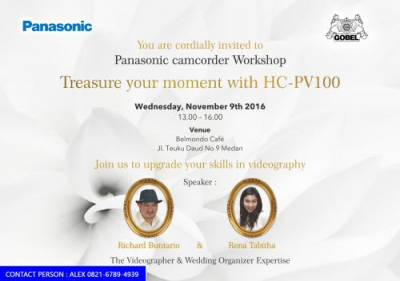 Panasonic
GOBEL
You are cordially invited to
Panasonic camcorder Workshop
Treasure your moment with HC-PV100
Wednesday, November 9th 2016
13.00 - 16.00
Venue
Belmondo Café
Jl. Teuku Daud No 9 Medan
Join us to upgrade your skills in videography
Speaker :
Richard Buntario & Rena Tabitha
The Videographer & Wedding Organizer Expertise
CONTACT PERSON : ALEX 0821-6789-4939